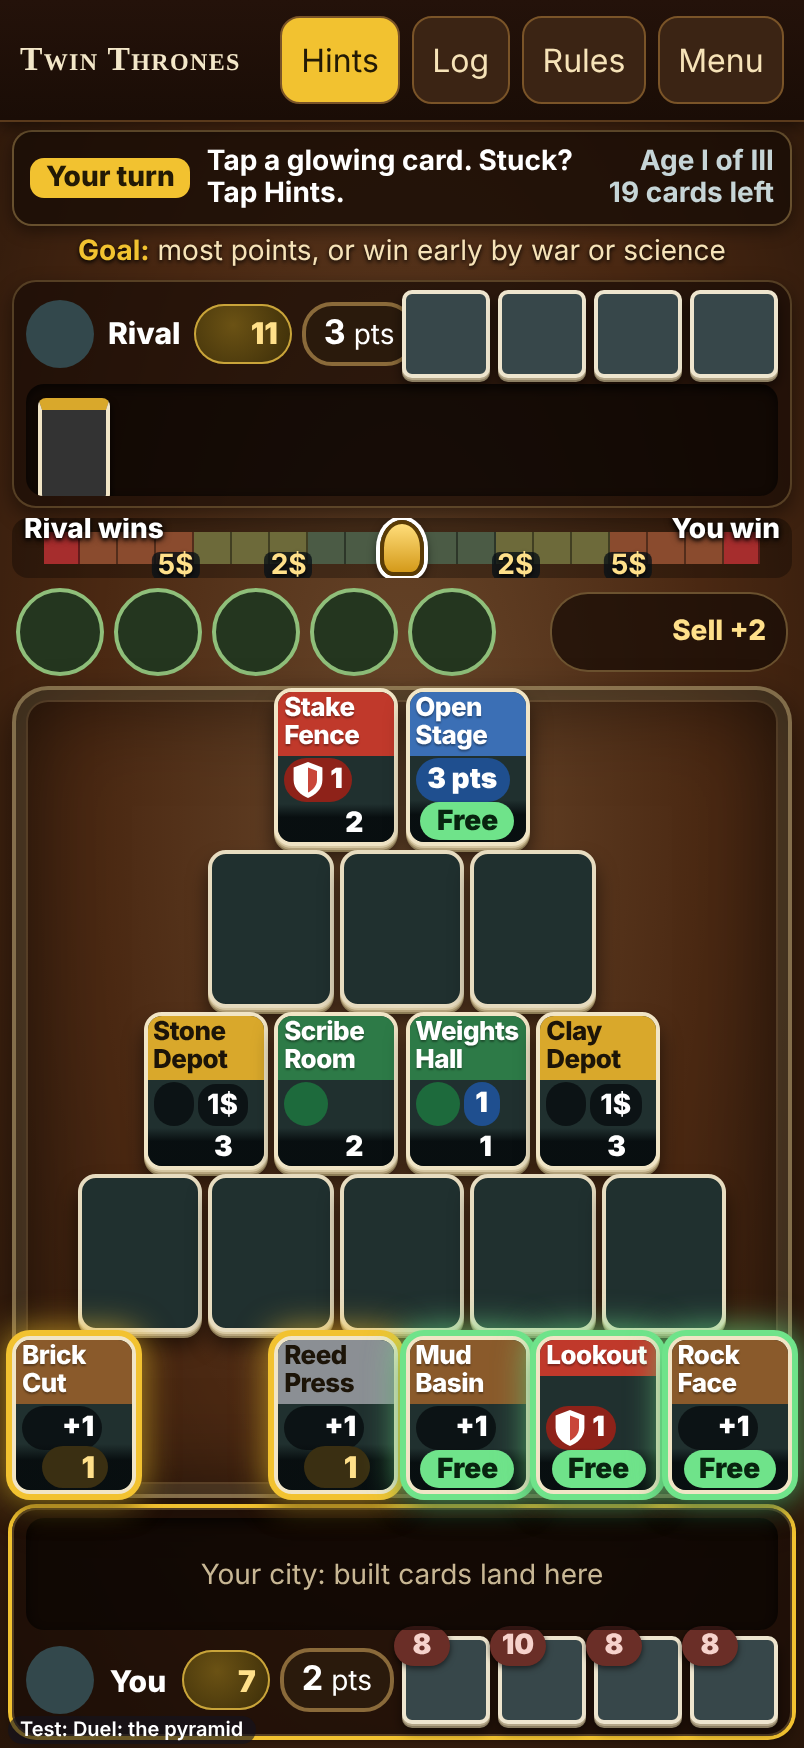 Twin Thrones
Hints
Log
Rules
Menu
Your turn
Tap a glowing card. Stuck?
Tap Hints.
Age I of III
19 cards left
Goal: most points, or win early by war or science
Rival
11
3 pts
Rival wins
You win
5$
2$
2$
5$
Sell +2
Stake
Fence
1
2
Open
Stage
3 pts
Free
Stone
Depot
1$
3
Scribe
Room
2
Weights
Hall
1
1
Clay
Depot
1$
3
Brick
Cut
+1
1
Reed
Press
+1
1
Mud
Basin
+1
Free
Lookout
1
Free
Rock
Face
+1
Free
Your city: built cards land here
You
7
2 pts
8
10
8
8
Test: Duel: the pyramid